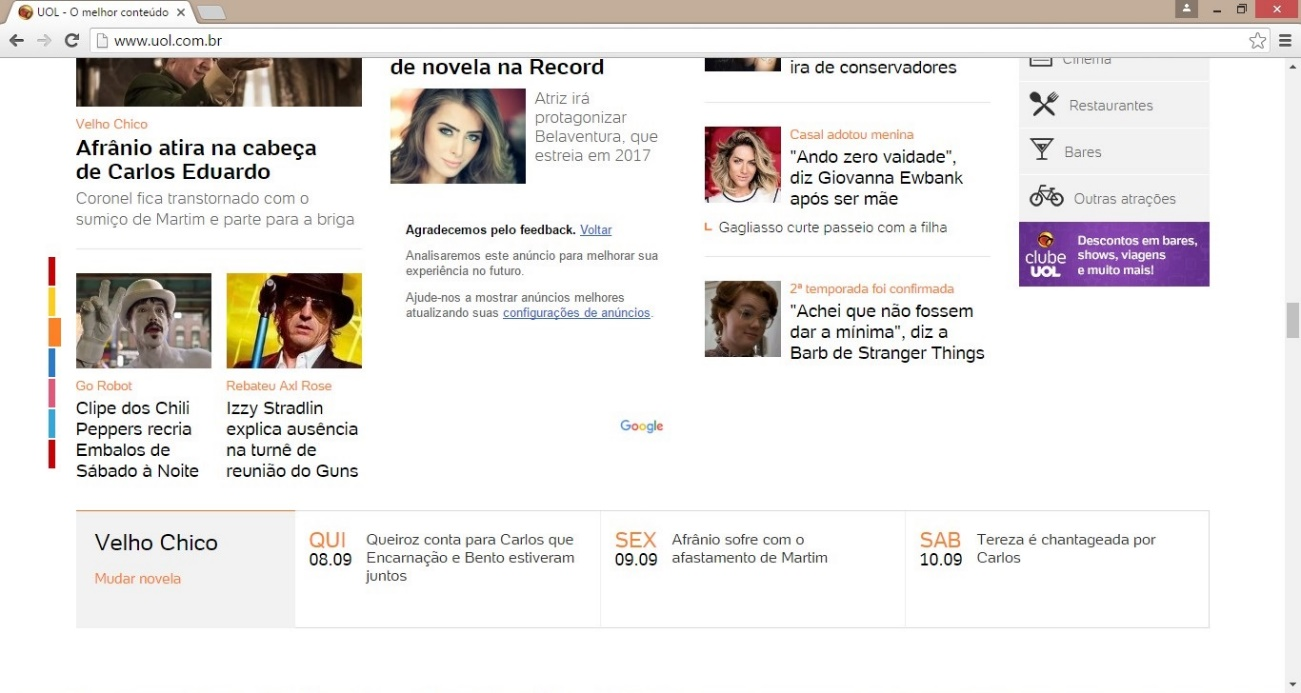 UOL - O melhor conteúdo
www.uol.com.br
Velho Chico
Afrânio atira na cabeça
de Carlos Eduardo
Coronel fica transtornado com o
sumiço de Martim e parte para a briga
Go Robot
Clipe dos Chili
Peppers recria
Embalos de
Sábado à Noite
Rebateu Axl Rose
Izzy Stradlin
explica ausência
na turnê de
reunião do Guns
de novela na Record
Atriz irá
protagonizar
Belaventura, que
estreia em 2017
Agradecemos pelo feedback. Voltar
Analisaremos este anúncio para melhorar sua
experiência no futuro.
Ajude-nos a mostrar anúncios melhores
atualizando suas configurações de anúncios.
Google
ira de conservadores
Casal adotou menina
"Ando zero vaidade",
diz Giovanna Ewbank
após ser mãe
Gagliasso curte passeio com a filha
2ª temporada foi confirmada
"Achei que não fossem
dar a mínima", diz a
Barb de Stranger Things
Cinema
Restaurantes
Bares
Outras atrações
clube
UOL
Descontos em bares,
shows, viagens
e muito mais!
Velho Chico
Mudar novela
QUI
08.09
Queiroz conta para Carlos que
Encarnação e Bento estiveram
juntos
SEX
09.09
Afrânio sofre com o
afastamento de Martim
SAB
10.09
Tereza é chantageada por
Carlos